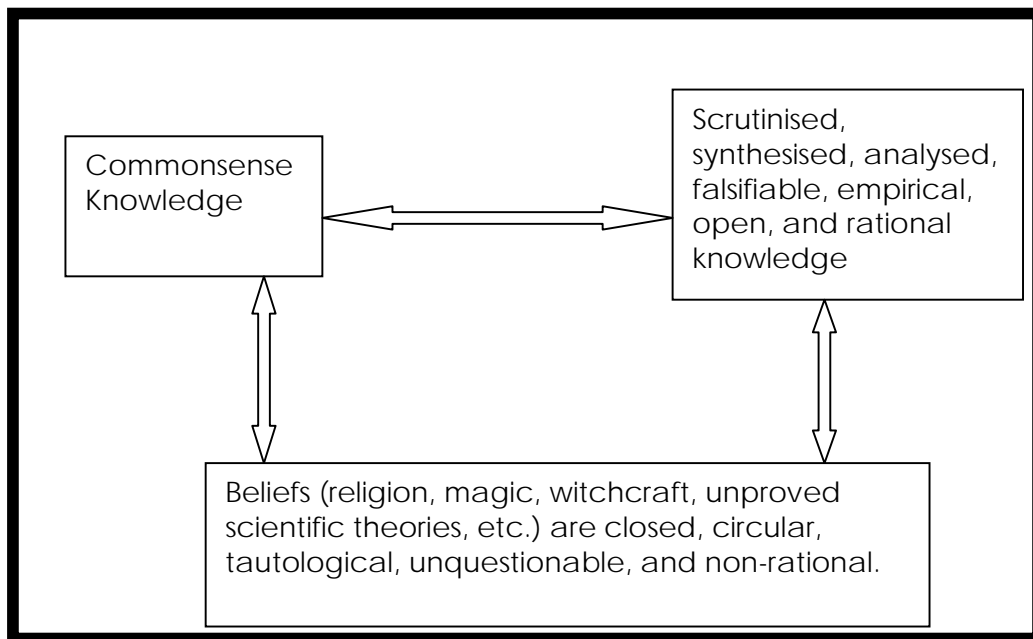 Commonsense
Knowledge
Scrutinised,
synthesised, analysed,
falsifiable, empirical,
open, and rational
knowledge
Beliefs (religion, magic, witchcraft, unproved
scientific theories, etc.) are closed, circular,
tautological, unquestionable, and non-rational.